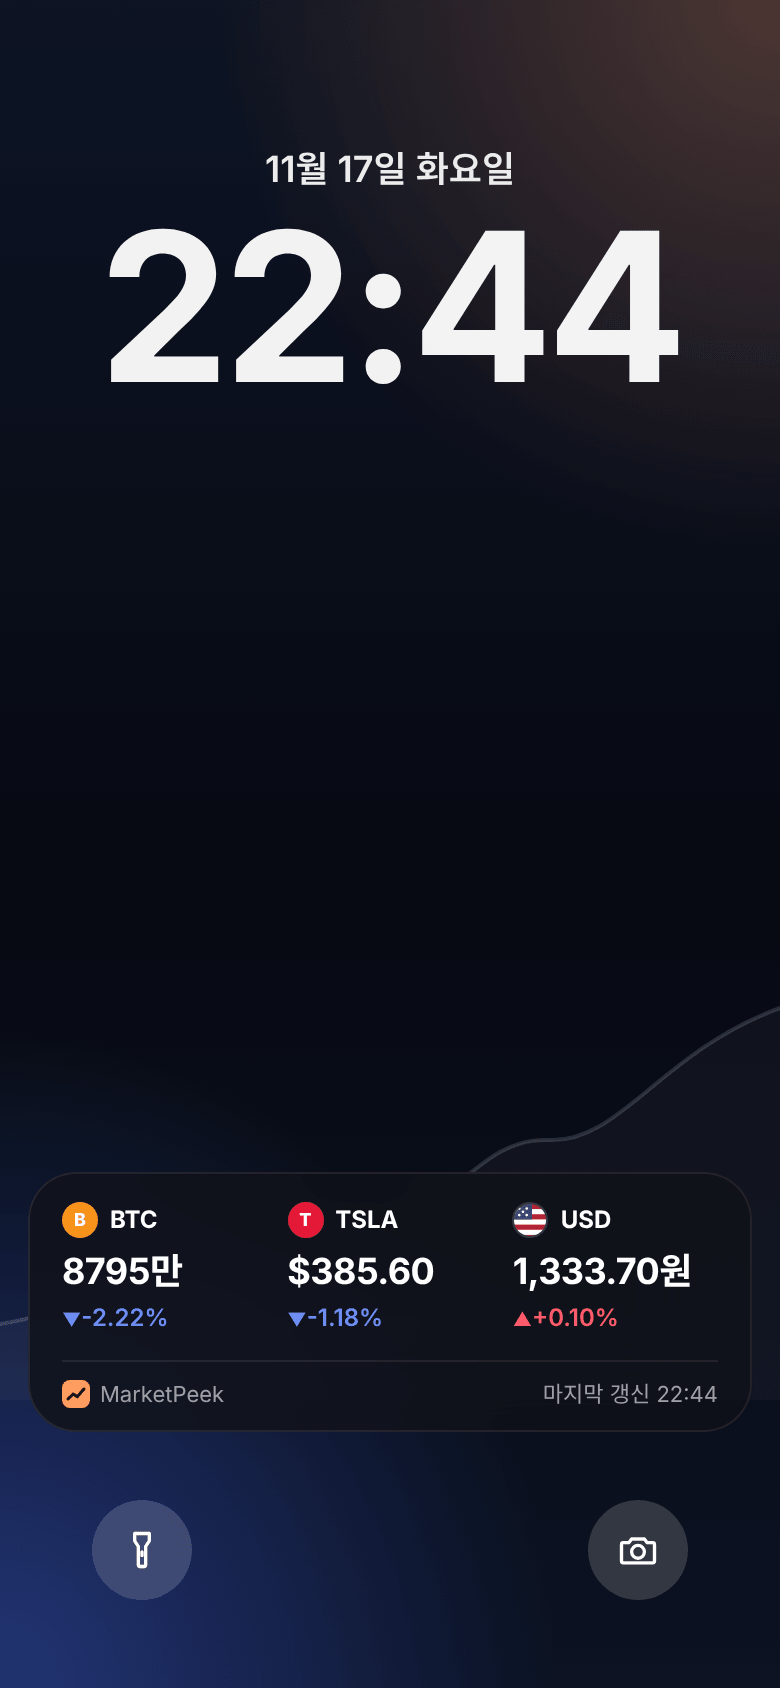 11월 17일 화요일
22:44
B BTC
T TSLA
USD
8795만
$385.60
1,333.70원
▼-2.22%
▼-1.18%
▲+0.10%
MarketPeek
마지막 갱신 22:44